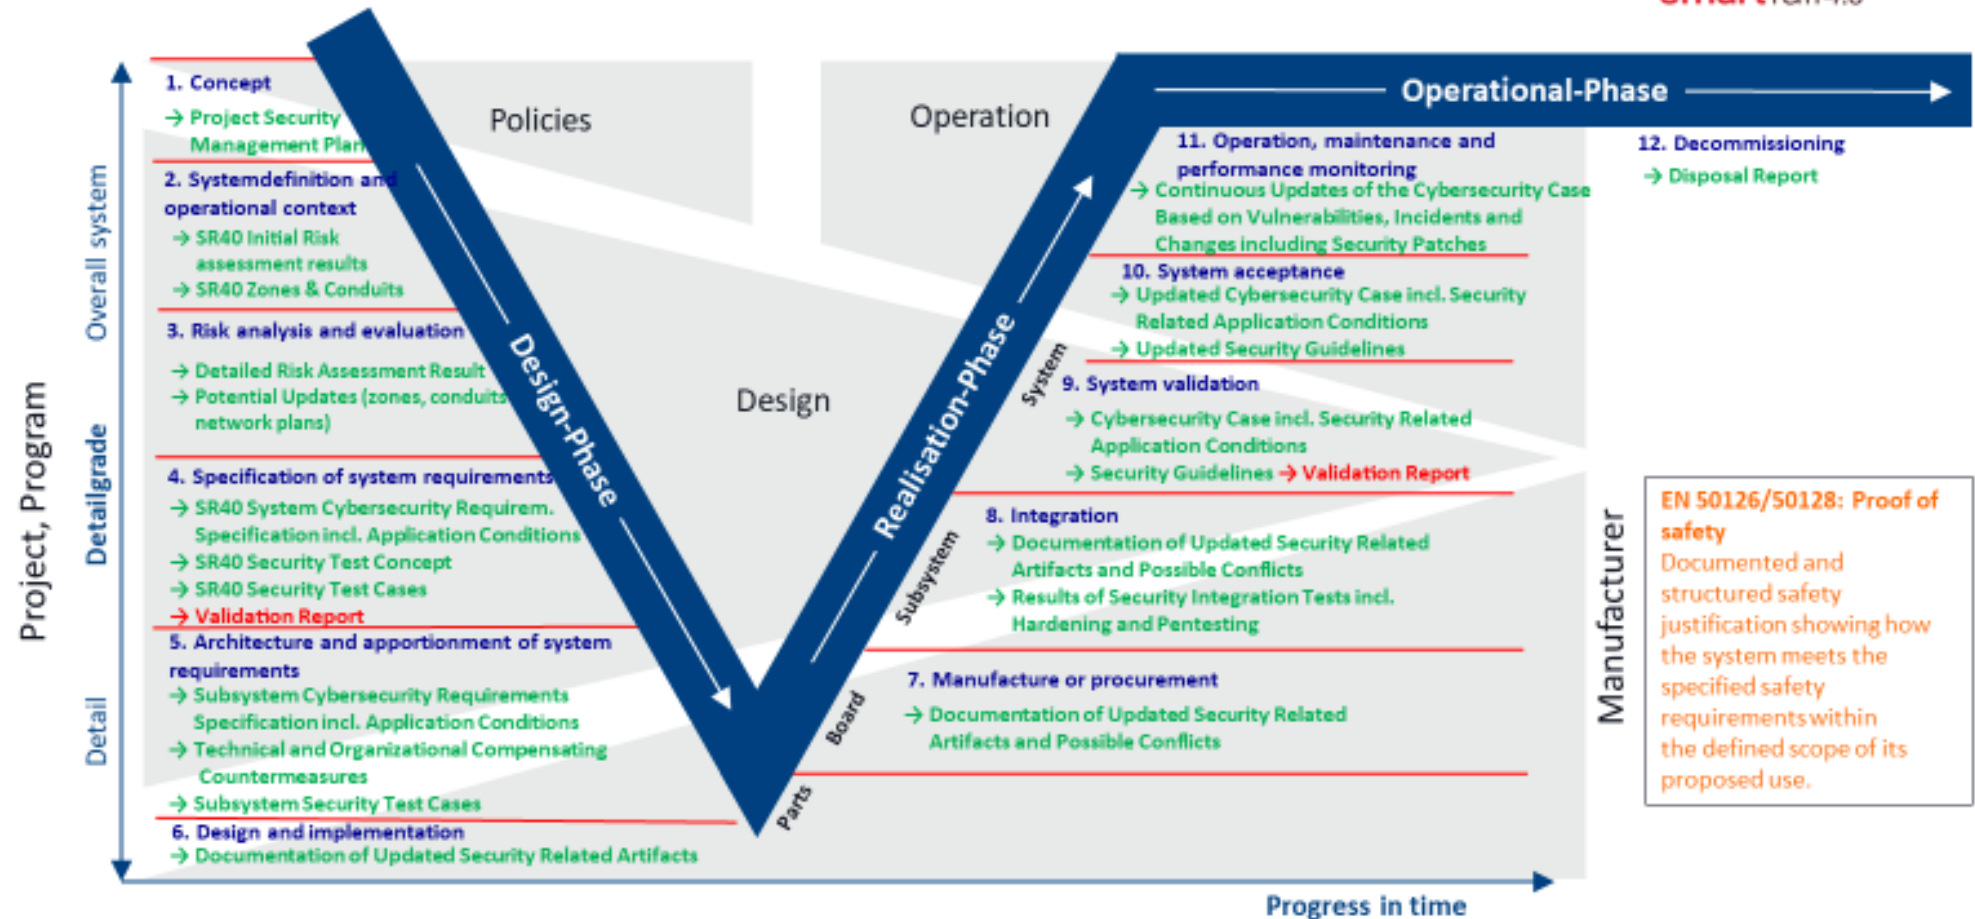 Project, Program
Overall system
Detailgrade
Detail
1. Concept
→ Project Security
Management Plan
2. Systemdefinition and
operational context
→ SR40 Initial Risk
assessment results
→ SR40 Zones & Conduits
3. Risk analysis and evaluation
→ Detailed Risk Assessment Result
→ Potential Updates (zones, conduits
network plans)
4. Specification of system requirements
→ SR40 System Cybersecurity Requirem.
Specification incl. Application Conditions
→ SR40 Security Test Concept
→ SR40 Security Test Cases
→ Validation Report
5. Architecture and apportionment of system
requirements
→ Subsystem Cybersecurity Requirements
Specification incl. Application Conditions
→ Technical and Organizational Compensating
Countermeasures
→ Subsystem Security Test Cases
6. Design and implementation
→ Documentation of Updated Security Related Artifacts
Policies
Operation
Design
Design-Phase
Realisation-Phase
Operational-Phase
System
Subsystem
Board
Parts
11. Operation, maintenance and
performance monitoring
→ Continuous Updates of the Cybersecurity Case
Based on Vulnerabilities, Incidents and
Changes including Security Patches
10. System acceptance
→ Updated Cybersecurity Case incl. Security
Related Application Conditions
→ Updated Security Guidelines
9. System validation
→ Cybersecurity Case incl. Security Related
Application Conditions
→ Security Guidelines → Validation Report
8. Integration
→ Documentation of Updated Security Related
Artifacts and Possible Conflicts
→ Results of Security Integration Tests incl.
Hardening and Pentesting
7. Manufacture or procurement
→ Documentation of Updated Security Related
Artifacts and Possible Conflicts
12. Decommissioning
→ Disposal Report
Manufacturer
EN 50126/50128: Proof of
safety
Documented and
structured safety
justification showing how
the system meets the
specified safety
requirements within
the defined scope of its
proposed use.
Progress in time